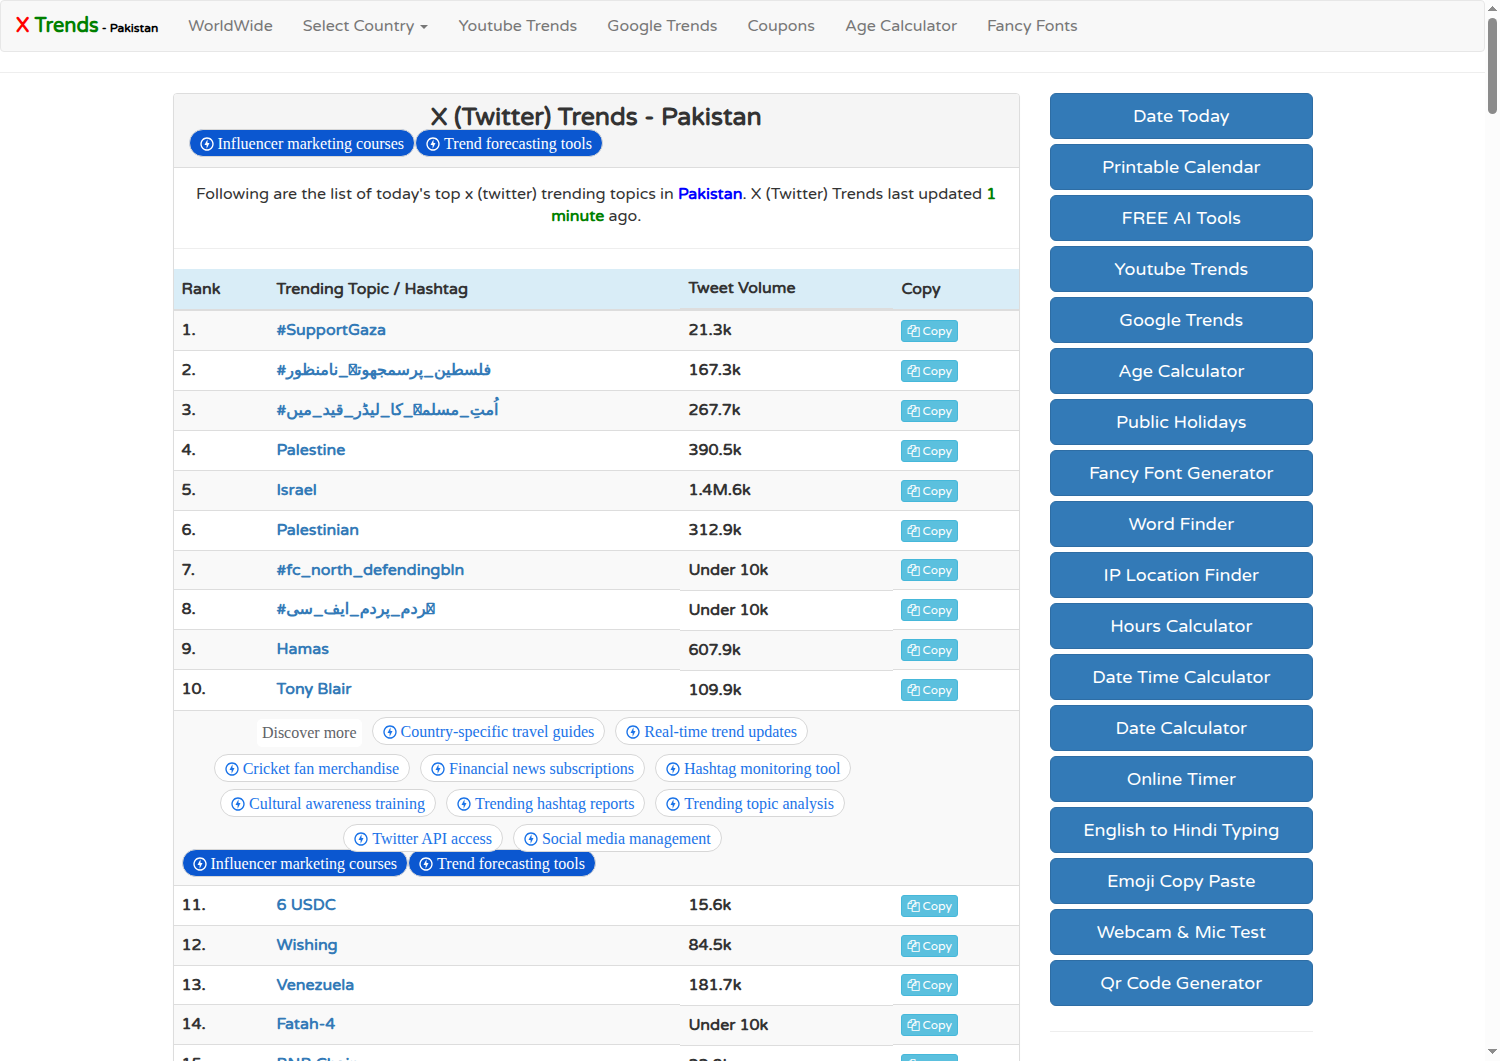 X Trends - Pakistan WorldWide Select Country Youtube Trends Google Trends Coupons Age Calculator Fancy Fonts
X (Twitter) Trends - Pakistan
Influencer marketing courses Trend forecasting tools
Following are the list of today's top x (twitter) trending topics in Pakistan. X (Twitter) Trends last updated 1
minute ago.
Rank Trending Topic / Hashtag Tweet Volume Copy
1. #SupportGaza 21.3k Copy
2. #فلسطین_پرسمجھوتہ_نامنظور 167.3k Copy
3. #اُمتِ_مسلمہ_کا_لیڈر_قید_میں 267.7k Copy
4. Palestine 390.5k Copy
5. Israel 1.4M.6k Copy
6. Palestinian 312.9k Copy
7. #fc_north_defendingbln Under 10k Copy
8. Under 10k Copy
9. Hamas 607.9k Copy
10. Tony Blair 109.9k Copy
Discover more Country-specific travel guides Real-time trend updates
Cricket fan merchandise Financial news subscriptions Hashtag monitoring tool
Cultural awareness training Trending hashtag reports Trending topic analysis
Twitter API access Social media management
Influencer marketing courses Trend forecasting tools
11. 6 USDC 15.6k Copy
12. Wishing 84.5k Copy
13. Venezuela 181.7k Copy
14. Fatah-4 Under 10k Copy
Date Today
Printable Calendar
FREE AI Tools
Youtube Trends
Google Trends
Age Calculator
Public Holidays
Fancy Font Generator
Word Finder
IP Location Finder
Hours Calculator
Date Time Calculator
Date Calculator
Online Timer
English to Hindi Typing
Emoji Copy Paste
Webcam & Mic Test
Qr Code Generator